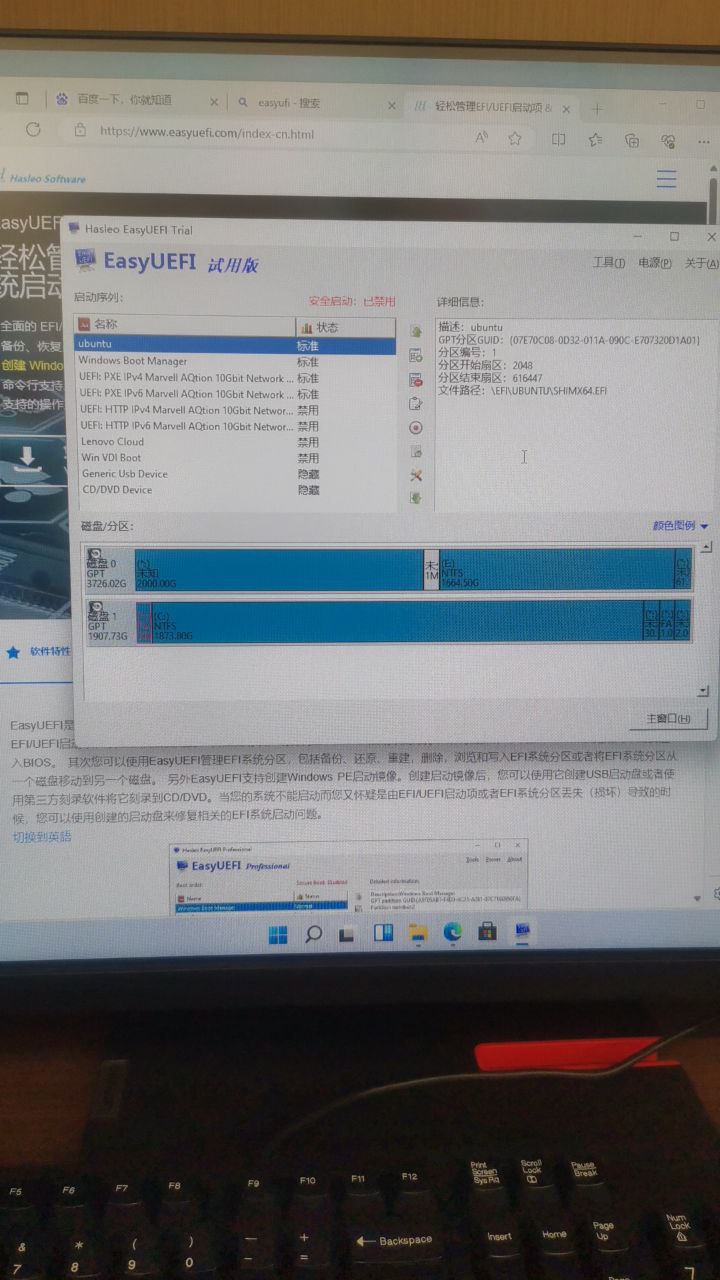 百度一下，你就知道
easyufi - 搜索
轻松管理EFI/UEFI启动项 &
https://www.easyuefi.com/index-cn.html
Hasleo Software
asyUEF
轻松管
统启动
全面的 EFI/
备份、恢复
创建 Windo
命令行支持
支持的操作
Hasleo EasyUEFI Trial
EasyUEFI 试用版
工具(T) 电源(P) 关于(A)
启动序列:
安全启动: 已禁用
名称 状态
ubuntu 标准
Windows Boot Manager 标准
UEFI: PXE IPv4 Marvell AQtion 10Gbit Network ... 标准
UEFI: PXE IPv6 Marvell AQtion 10Gbit Network ... 标准
UEFI: HTTP IPv4 Marvell AQtion 10Gbit Networ... 禁用
UEFI: HTTP IPv6 Marvell AQtion 10Gbit Networ... 禁用
Lenovo Cloud 禁用
Win VDI Boot 禁用
Generic Usb Device 隐藏
CD/DVD Device 隐藏
详细信息:
描述: ubuntu
GPT分区GUID: {07E70C08-0D32-011A-090C-E707320D1A01}
分区编号: 1
分区开始扇区: 2048
分区结束扇区: 616447
文件路径: \EFI\UBUNTU\SHIMX64.EFI
磁盘/分区:
颜色图例
磁盘 0
GPT
3726.02G
未知
2000.00G
未
1M
(E:)
NTFS
1664.50G
61.
磁盘 1
GPT
1907.73G
(C:)
NTFS
1873.80G
30.
FA
1.0
2.0
主窗口(H)
软件特性
EasyUEFI是
EFI/UEFI启动
入BIOS。 其次您可以使用EasyUEFI管理EFI系统分区，包括备份、还原、重建，删除，浏览和写入EFI系统分区或者将EFI系统分区从
一个磁盘移动到另一个磁盘。 另外EasyUEFI支持创建Windows PE启动镜像。创建启动镜像后，您可以使用它创建USB启动盘或者使
用第三方刻录软件将它刻录到CD/DVD。当您的系统不能启动而您又怀疑是由EFI/UEFI启动项或者EFI系统分区丢失（损坏）导致的时
候，您可以使用创建的启动盘来修复相关的EFI系统启动问题。
切换到英語
Hasleo EasyUEFI Professional
EasyUEFI Professional
Tools Power About
Boot order:
Secure Boot: Disabled
Detailed information:
Name Status
Windows Boot Manager
Description:Windows Boot Manager
Partition number:2
Print
Screen
Sys Rq
Scroll
Lock
Pause
Break
F5 F6 F7 F8 F9 F10 F11 F12
&
7
*
8
(
9
)
0
—
-
+
=
Backspace
Insert
Home
Page
Up
Num
Lock
7